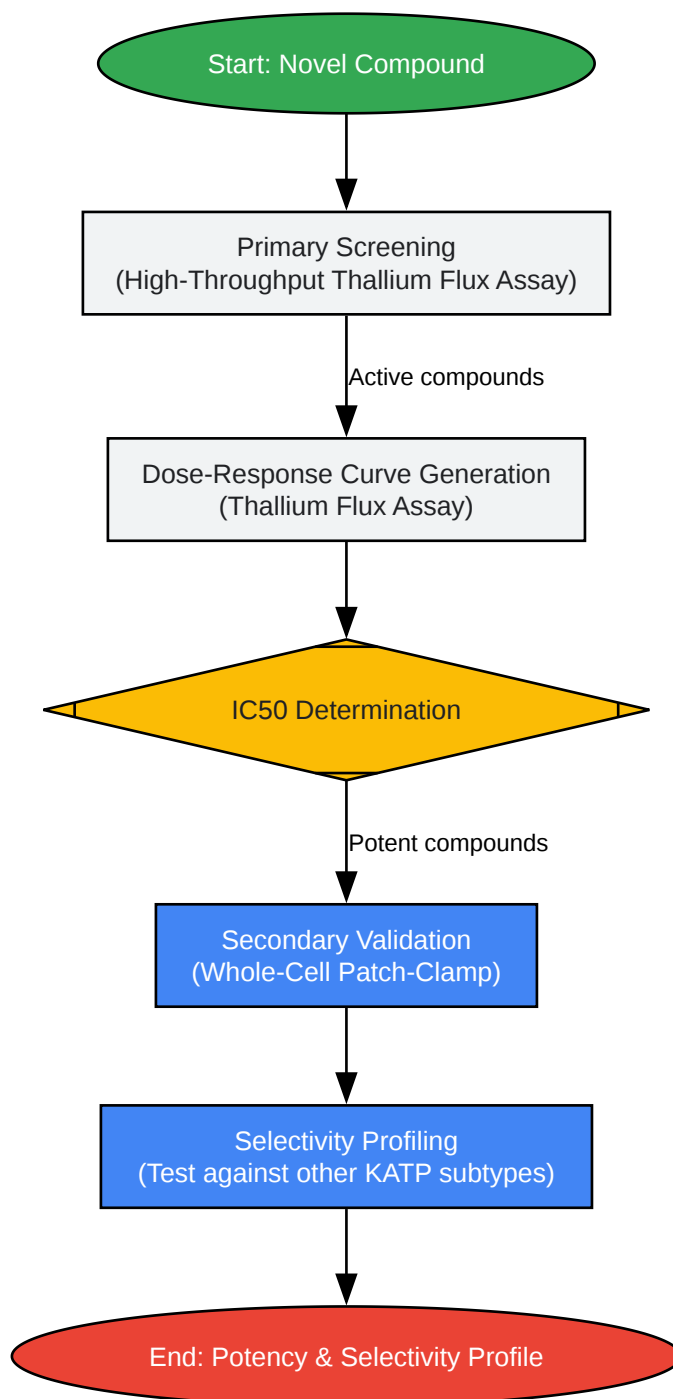 Start: Novel Compound
Primary Screening
(High-Throughput Thallium Flux Assay)
Active compounds
Dose-Response Curve Generation
(Thallium Flux Assay)
IC50 Determination
Potent compounds
Secondary Validation
(Whole-Cell Patch-Clamp)
Selectivity Profiling
(Test against other KATP subtypes)
End: Potency & Selectivity Profile